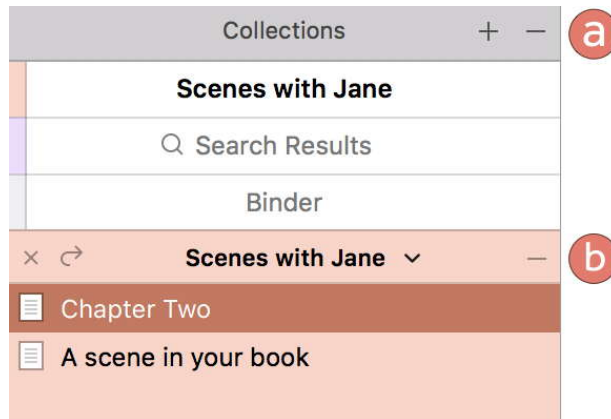 Collections + − a
Scenes with Jane
Search Results
Binder
× Scenes with Jane − b
Chapter Two
A scene in your book